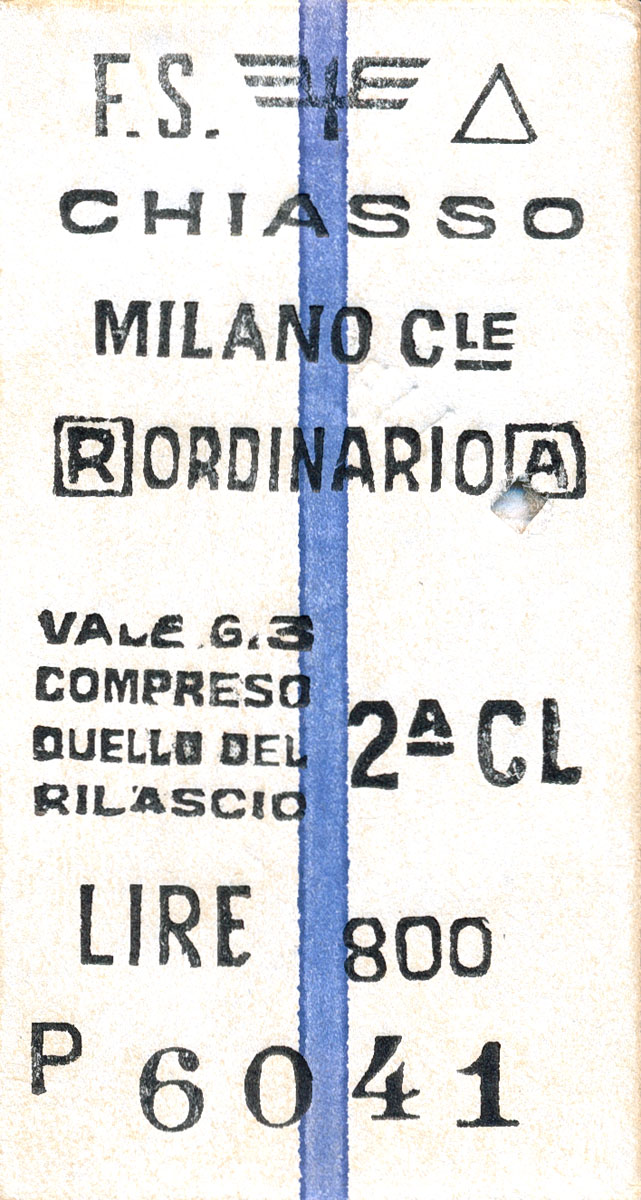 F.S.
CHIASSO
MILANO CLE
R ORDINARIO A
VALE G.3
COMPRESO
QUELLO DEL
RILASCIO
2A CL
LIRE 800
P 6041